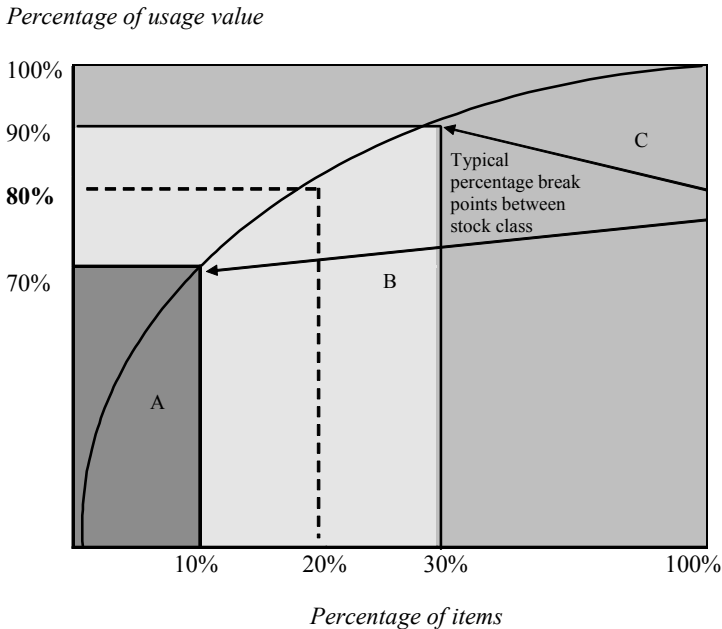 Percentage of usage value
100%
90%
C
Typical
percentage break
points between
stock class
80%
70%
B
A
10%
20%
30%
100%
Percentage of items